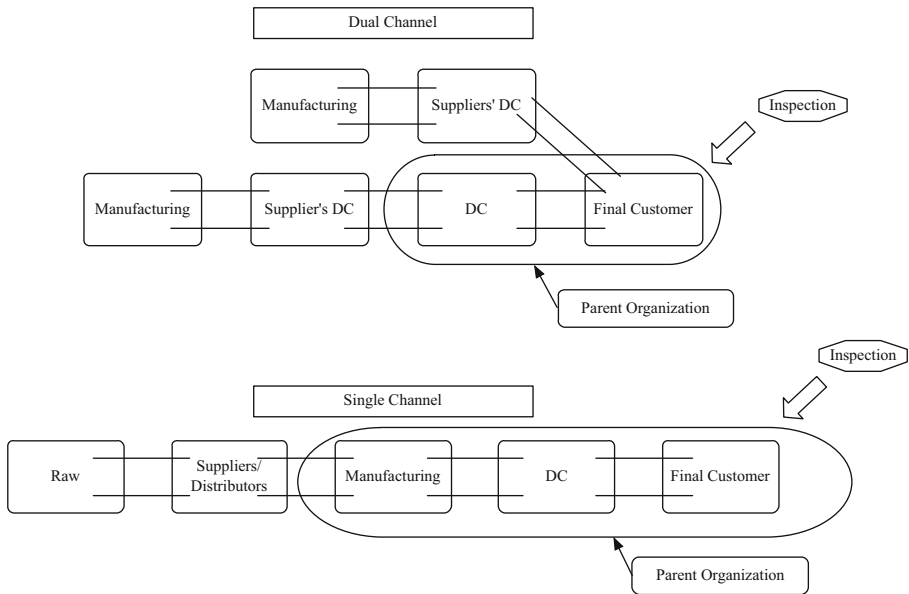 Dual Channel
Manufacturing
Suppliers' DC
Inspection
Manufacturing
Supplier's DC
DC
Final Customer
Parent Organization
Inspection
Single Channel
Raw
Suppliers/
Distributors
Manufacturing
DC
Final Customer
Parent Organization